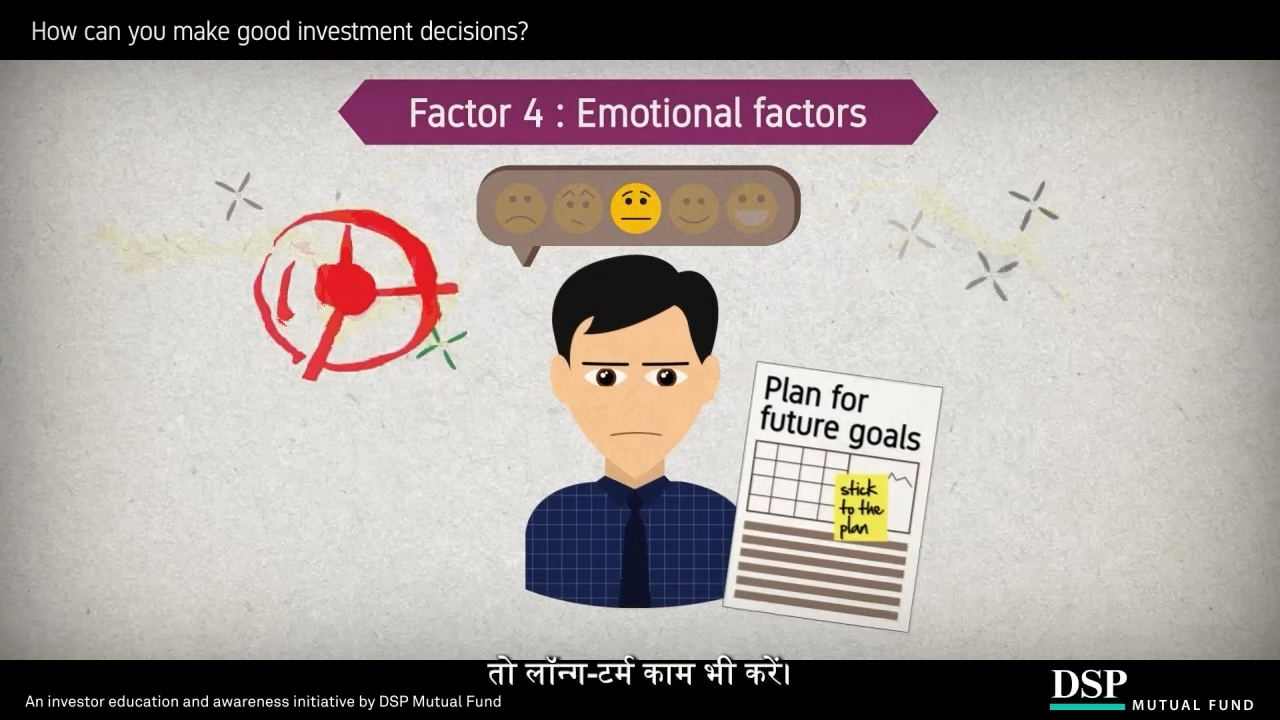 How can you make good investment decisions?
Factor 4 : Emotional factors
Plan for
future goals
stick
to the
plan
तो लॉन्ग-टर्म काम भी करें।
An investor education and awareness initiative by DSP Mutual Fund
DSP
MUTUAL FUND